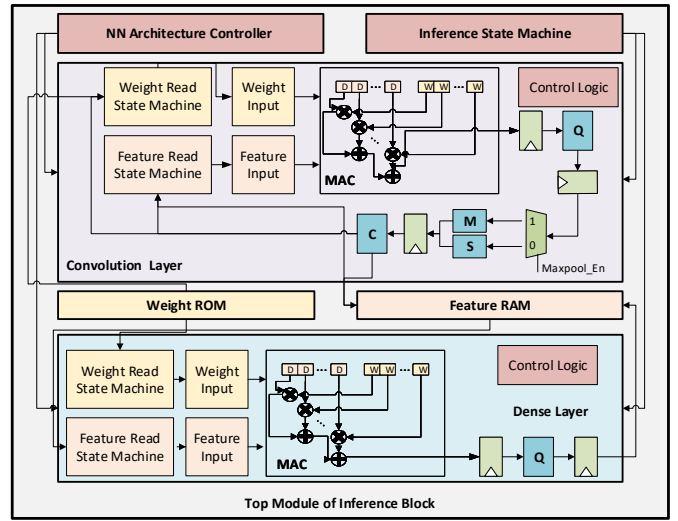 NN Architecture Controller
Inference State Machine
Weight Read
State Machine
Weight
Input
D D ... D W W ... W
Control Logic
Feature Read
State Machine
Feature
Input
MAC
Q
C
M
S
1
0
Maxpool_En
Convolution Layer
Weight ROM
Feature RAM
Weight Read
State Machine
Weight
Input
D D ... D W W ... W
Control Logic
Feature Read
State Machine
Feature
Input
MAC
Dense Layer
Q
Top Module of Inference Block